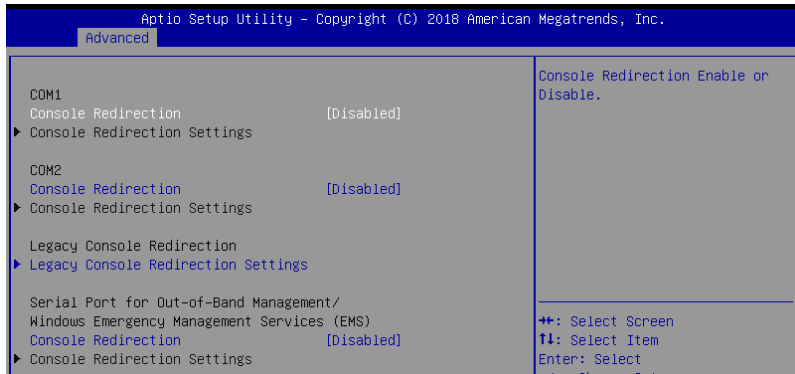 Aptio Setup Utility – Copyright (C) 2018 American Megatrends, Inc.
Advanced
COM1
Console Redirection [Disabled]
Console Redirection Settings
COM2
Console Redirection [Disabled]
Console Redirection Settings
Legacy Console Redirection
Legacy Console Redirection Settings
Serial Port for Out-of-Band Management/
Windows Emergency Management Services (EMS)
Console Redirection [Disabled]
Console Redirection Settings
Console Redirection Enable or
Disable.
→←: Select Screen
↑↓: Select Item
Enter: Select